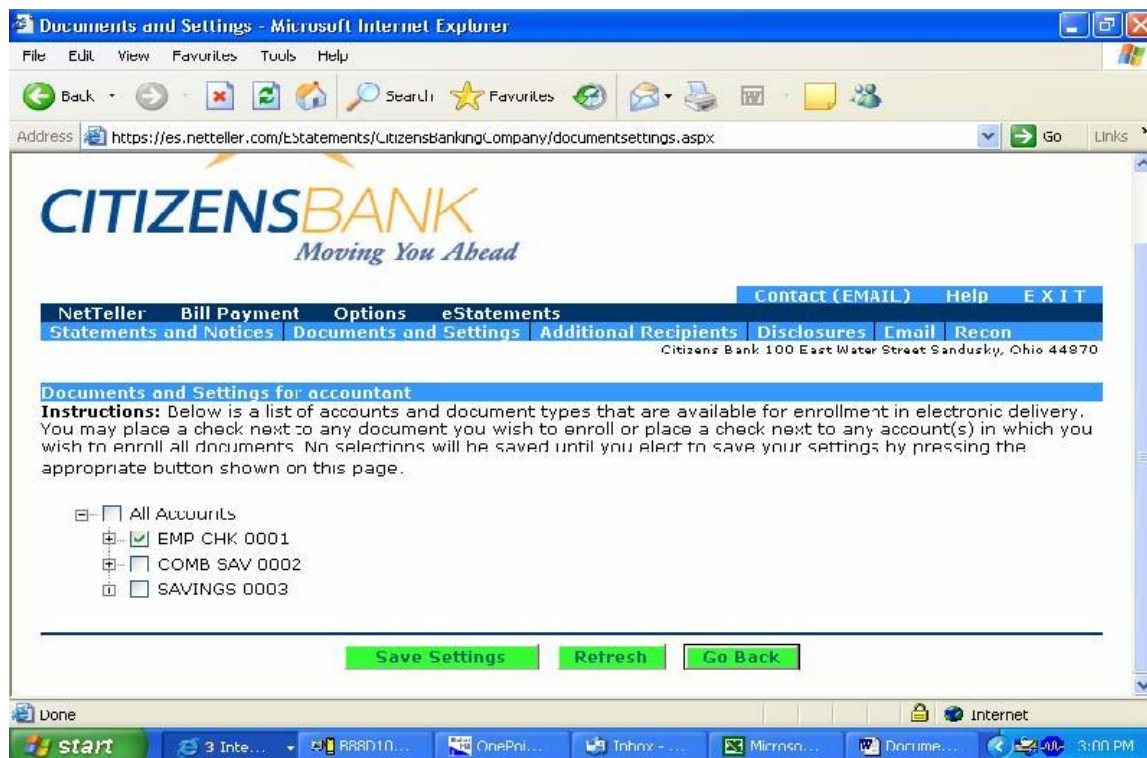 Documents and Settings - Microsoft Internet Explorer
File Edit View Favorites Tools Help
Back Search Favorites
Address https://es.netteller.com/EStatements/CitizensBankingCompany/documentsettings.aspx Go Links
CITIZENSBANK
Moving You Ahead
Contact (EMAIL) Help EXIT
NetTeller Bill Payment Options eStatements
Statements and Notices Documents and Settings Additional Recipients Disclosures Email Recon
Citizens Bank 100 East Water Street Sandusky, Ohio 44870
Documents and Settings for accountant
Instructions: Below is a list of accounts and document types that are available for enrollment in electronic delivery.
You may place a check next to any document you wish to enroll or place a check next to any account(s) in which you
wish to enroll all documents. No selections will be saved until you elect to save your settings by pressing the
appropriate button shown on this page.
All Accounts
EMP CHK 0001
COMB SAV 0002
SAVINGS 0003
Save Settings Refresh Go Back
Done Internet
start 3 Inte... OnePoi... Inbox - ... Microso... Docume... 3:00 PM